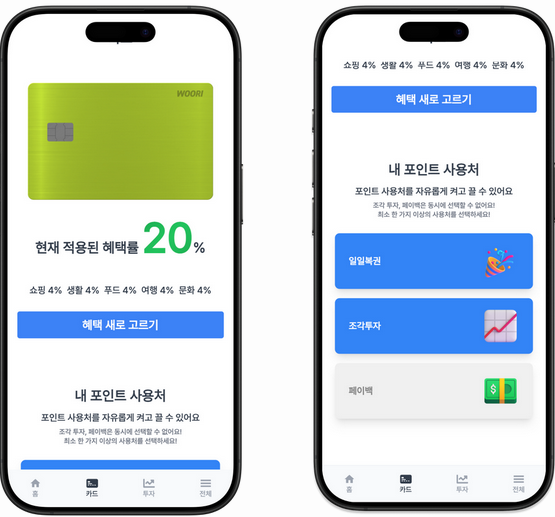 WOORI
현재 적용된 혜택률 20%
쇼핑 4% 생활 4% 푸드 4% 여행 4% 문화 4%
혜택 새로 고르기
내 포인트 사용처
포인트 사용처를 자유롭게 켜고 끌 수 있어요
조각 투자, 페이백은 동시에 선택할 수 없어요!
최소 한 가지 이상의 사용처를 선택하세요!
홈 카드 투자 전체
쇼핑 4% 생활 4% 푸드 4% 여행 4% 문화 4%
혜택 새로 고르기
내 포인트 사용처
포인트 사용처를 자유롭게 켜고 끌 수 있어요
조각 투자, 페이백은 동시에 선택할 수 없어요!
최소 한 가지 이상의 사용처를 선택하세요!
일일복권
조각투자
페이백
홈 카드 투자 전체